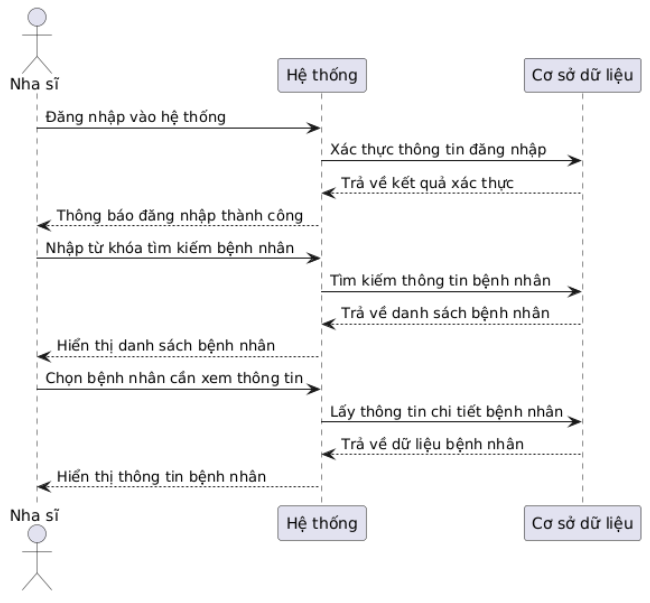 Nha sĩ
Hệ thống
Cơ sở dữ liệu
Đăng nhập vào hệ thống
Xác thực thông tin đăng nhập
Trả về kết quả xác thực
Thông báo đăng nhập thành công
Nhập từ khóa tìm kiếm bệnh nhân
Tìm kiếm thông tin bệnh nhân
Trả về danh sách bệnh nhân
Hiển thị danh sách bệnh nhân
Chọn bệnh nhân cần xem thông tin
Lấy thông tin chi tiết bệnh nhân
Trả về dữ liệu bệnh nhân
Hiển thị thông tin bệnh nhân
Nha sĩ
Hệ thống
Cơ sở dữ liệu